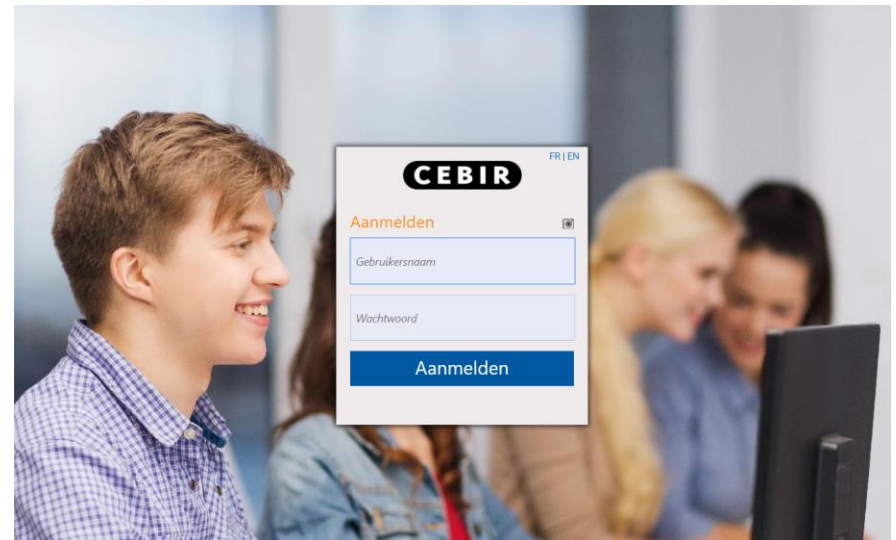 FR | EN
CEBIR
Aanmelden
Gebruikersnaam
Wachtwoord
Aanmelden